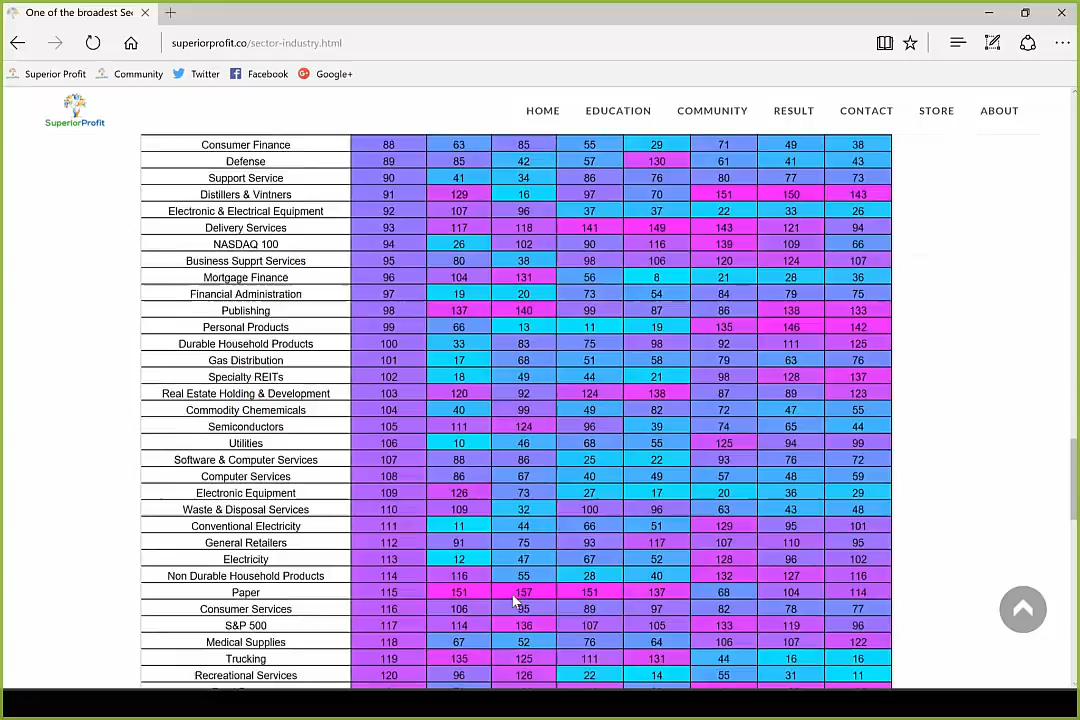 One of the broadest Sec
superiorprofit.co/sector-industry.html
Superior Profit Community Twitter Facebook Google+
SuperiorProfit
HOME EDUCATION COMMUNITY RESULT CONTACT STORE ABOUT
Consumer Finance 88 63 85 55 29 71 49 38
Defense 89 85 42 57 130 61 41 43
Support Service 90 41 34 86 76 80 77 73
Distillers & Vintners 91 129 16 97 70 151 150 143
Electronic & Electrical Equipment 92 107 96 37 37 22 33 26
Delivery Services 93 117 118 141 149 143 121 94
NASDAQ 100 94 26 102 90 116 139 109 66
Business Supprt Services 95 80 38 98 106 120 124 107
Mortgage Finance 96 104 131 56 8 21 28 36
Financial Administration 97 19 20 73 54 84 79 75
Publishing 98 137 140 99 87 86 138 133
Personal Products 99 66 13 11 19 135 146 142
Durable Household Products 100 33 83 75 98 92 111 125
Gas Distribution 101 17 68 51 58 79 63 76
Specialty REITs 102 18 49 44 21 98 128 137
Real Estate Holding & Development 103 120 92 124 138 87 89 123
Commodity Chememicals 104 40 99 49 82 72 47 55
Semiconductors 105 111 124 96 39 74 65 44
Utilities 106 10 46 68 55 125 94 99
Software & Computer Services 107 88 86 25 22 93 76 72
Computer Services 108 86 67 40 49 57 48 59
Electronic Equipment 109 126 73 27 17 20 36 29
Waste & Disposal Services 110 109 32 100 96 63 43 48
Conventional Electricity 111 11 44 66 51 129 95 101
General Retailers 112 91 75 93 117 107 110 95
Electricity 113 12 47 67 52 128 96 102
Non Durable Household Products 114 116 55 28 40 132 127 116
Paper 115 151 157 151 137 68 104 114
Consumer Services 116 106 95 89 97 82 78 77
S&P 500 117 114 136 107 105 133 119 96
Medical Supplies 118 67 52 76 64 106 107 122
Trucking 119 135 125 111 131 44 16 16
Recreational Services 120 96 126 22 14 55 31 11